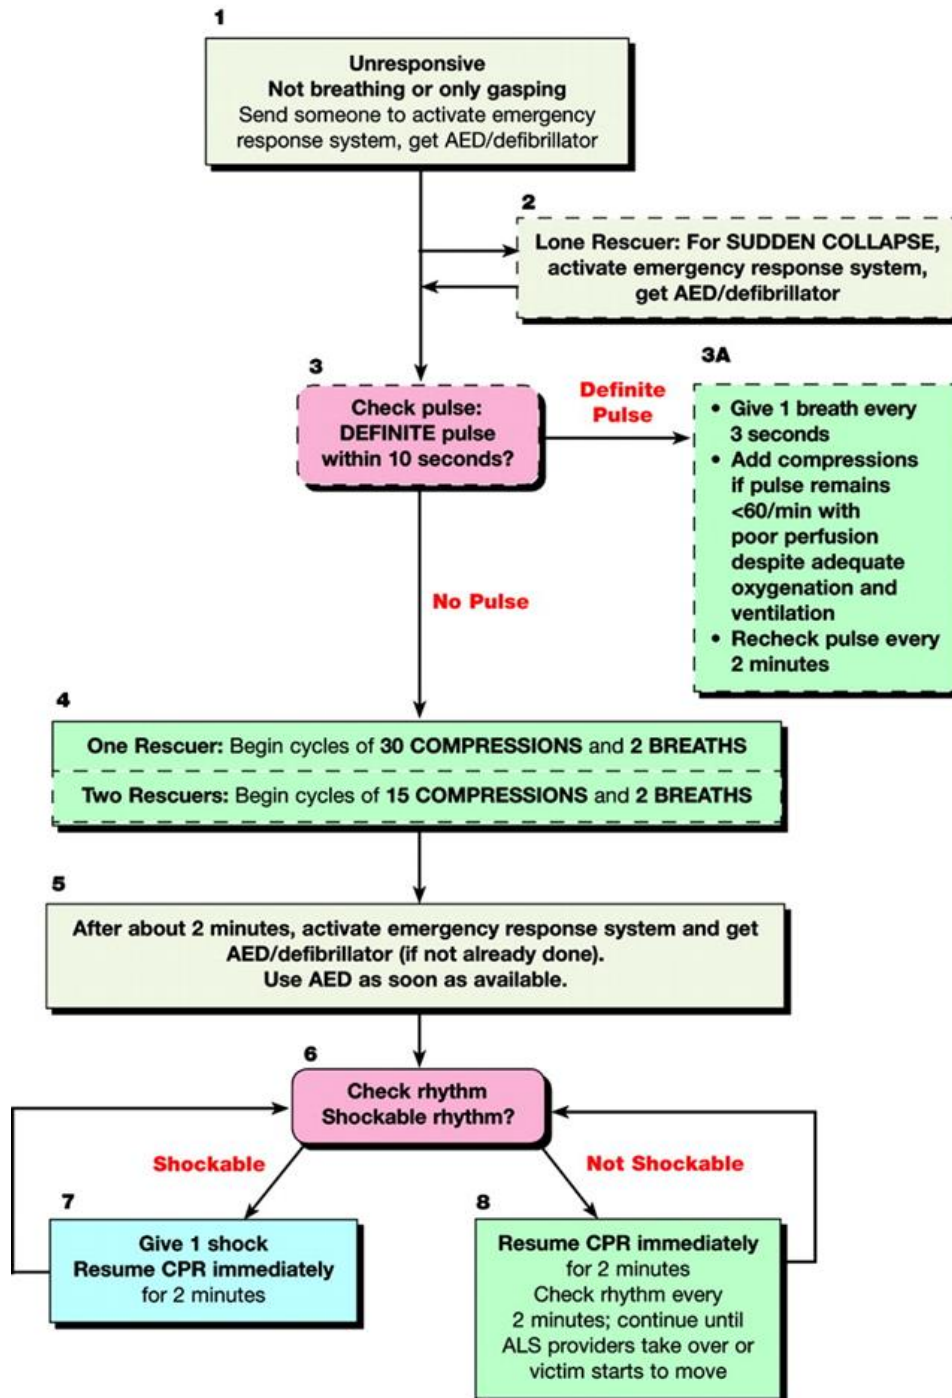 1
Unresponsive
Not breathing or only gasping
Send someone to activate emergency
response system, get AED/defibrillator
2
Lone Rescuer: For SUDDEN COLLAPSE,
activate emergency response system,
get AED/defibrillator
3
Check pulse:
DEFINITE pulse
within 10 seconds?
Definite
Pulse
3A
• Give 1 breath every
3 seconds
• Add compressions
if pulse remains
<60/min with
poor perfusion
despite adequate
oxygenation and
ventilation
• Recheck pulse every
2 minutes
No Pulse
4
One Rescuer: Begin cycles of 30 COMPRESSIONS and 2 BREATHS
Two Rescuers: Begin cycles of 15 COMPRESSIONS and 2 BREATHS
5
After about 2 minutes, activate emergency response system and get
AED/defibrillator (if not already done).
Use AED as soon as available.
6
Check rhythm
Shockable rhythm?
Shockable
Not Shockable
7
Give 1 shock
Resume CPR immediately
for 2 minutes
8
Resume CPR immediately
for 2 minutes
Check rhythm every
2 minutes; continue until
ALS providers take over or
victim starts to move